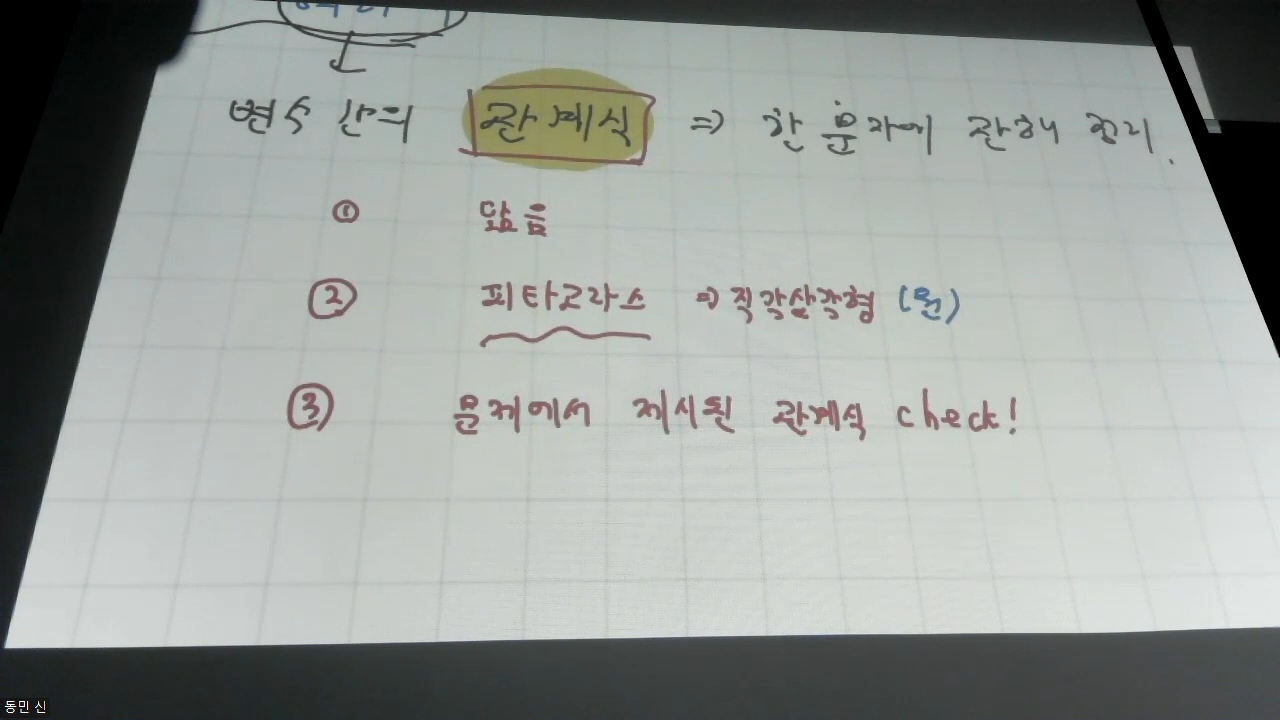 변수 간의 관계식 ⇒ 한 문자에 관해 정리.
① 닮음
② 피타고라스 ⇒ 직각삼각형 (원)
③ 문제에서 제시된 관계식 check!
동민 신